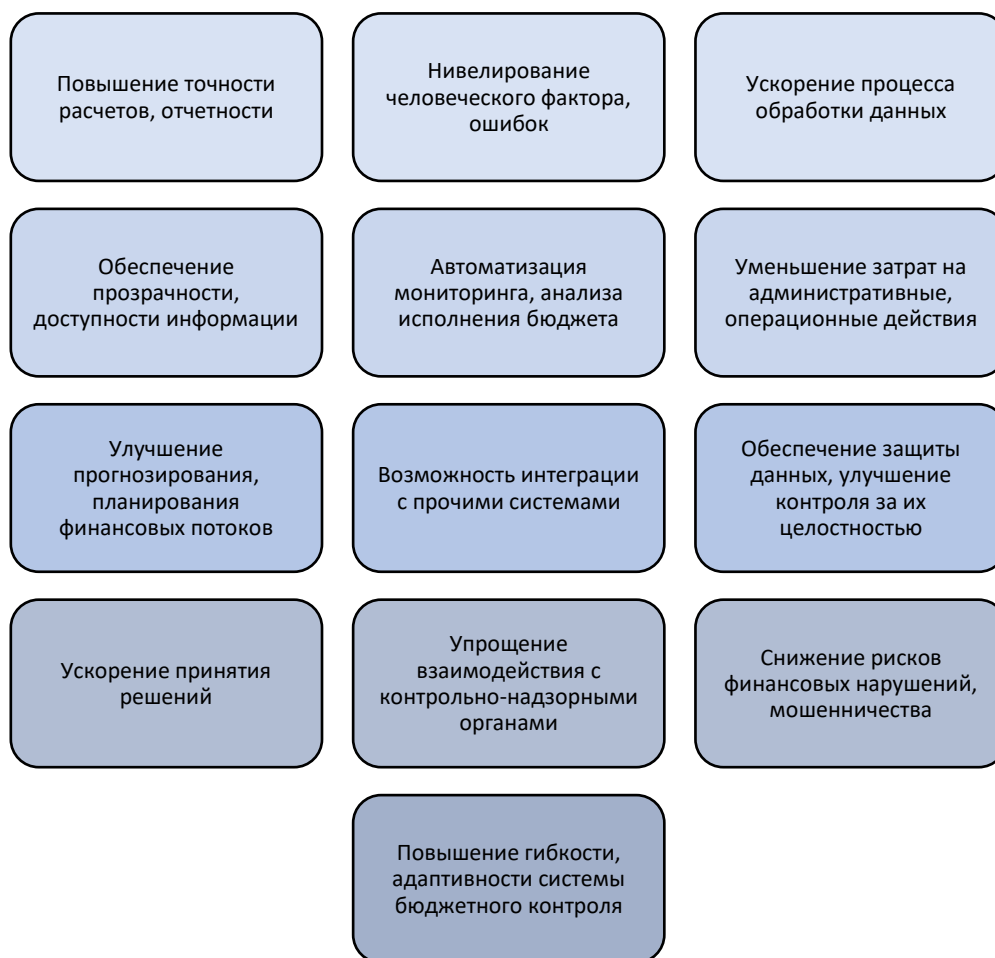 Повышение точности
расчетов, отчетности
Нивелирование
человеческого фактора,
ошибок
Ускорение процесса
обработки данных
Обеспечение
прозрачности,
доступности информации
Автоматизация
мониторинга, анализа
исполнения бюджета
Уменьшение затрат на
административные,
операционные действия
Улучшение
прогнозирования,
планирования
финансовых потоков
Возможность интеграции
с прочими системами
Обеспечение защиты
данных, улучшение
контроля за их
целостностью
Ускорение принятия
решений
Упрощение
взаимодействия с
контрольно-надзорными
органами
Снижение рисков
финансовых нарушений,
мошенничества
Повышение гибкости,
адаптивности системы
бюджетного контроля